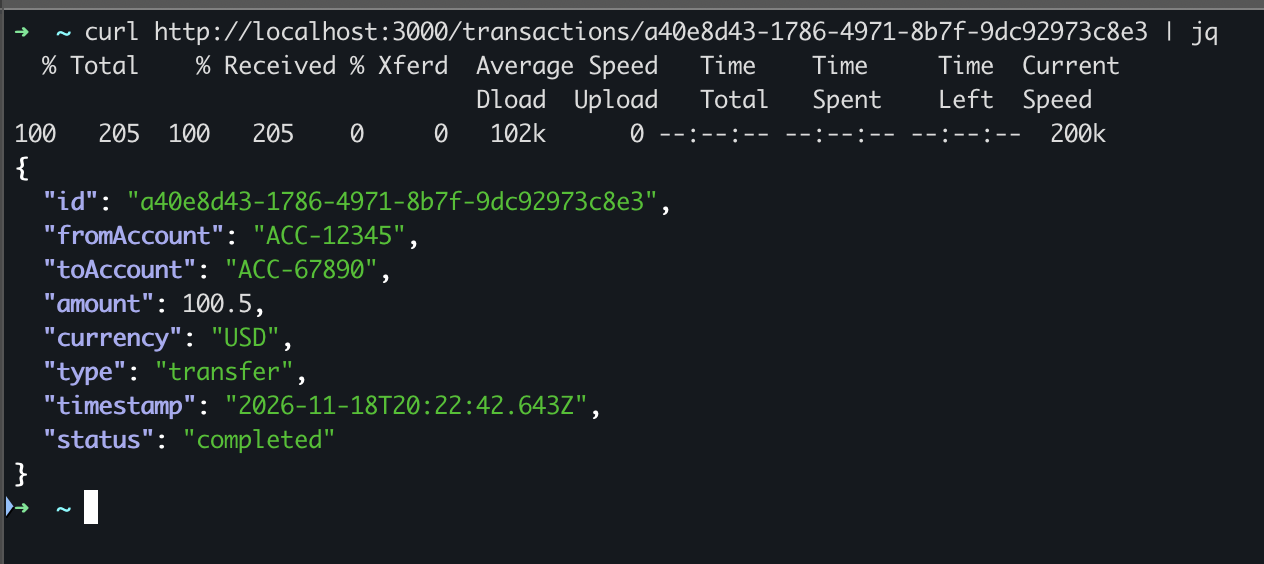 ➜  ~ curl http://localhost:3000/transactions/a40e8d43-1786-4971-8b7f-9dc92973c8e3 | jq
  % Total    % Received % Xferd  Average Speed   Time    Time     Time  Current
                                 Dload  Upload   Total   Spent    Left  Speed
100   205  100   205    0     0   102k      0 --:--:-- --:--:-- --:--:--  200k
{
  "id": "a40e8d43-1786-4971-8b7f-9dc92973c8e3",
  "fromAccount": "ACC-12345",
  "toAccount": "ACC-67890",
  "amount": 100.5,
  "currency": "USD",
  "type": "transfer",
  "timestamp": "2026-11-18T20:22:42.643Z",
  "status": "completed"
}
➜  ~